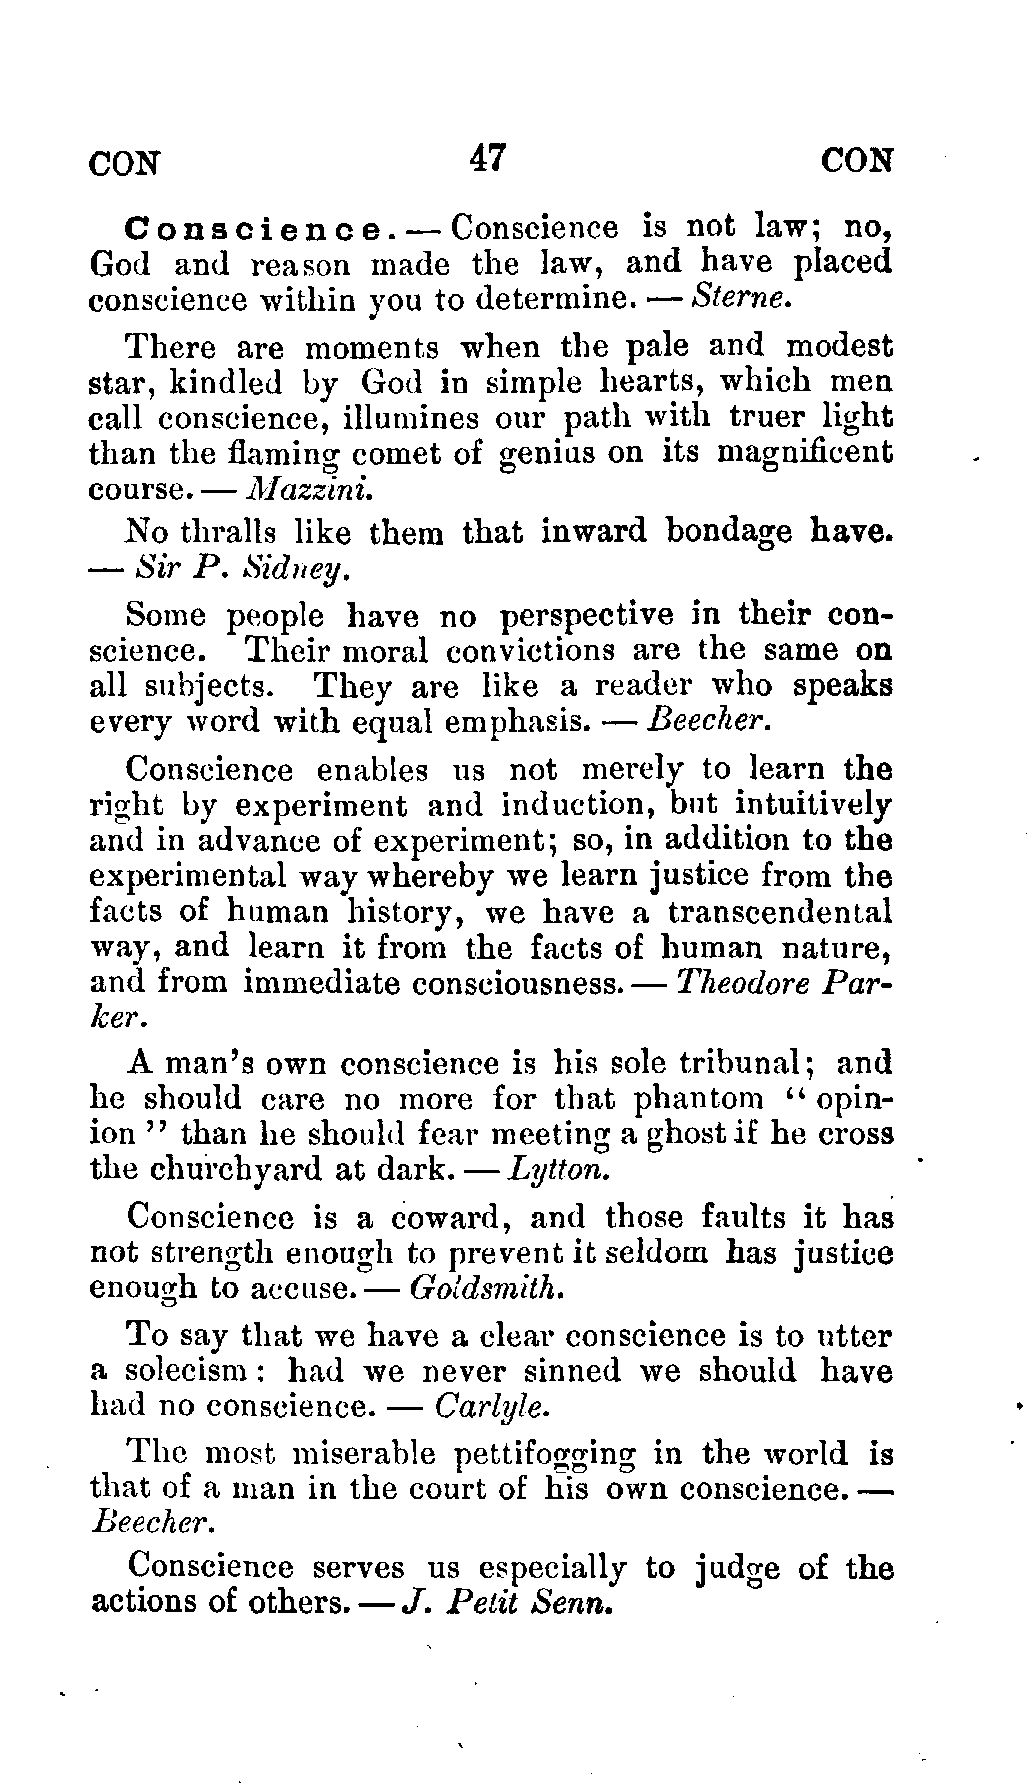 CON 47 CON
Conscience. — Conscience is not law; no,
God and reason made the law, and have placed
conscience within you to determine. — Sterne.
There are moments when the pale and modest
star, kindled by God in simple hearts, which men
call conscience, illumines our path with truer light
than the flaming comet of genius on its magnificent
course. — Mazzini.
No thralls like them that inward bondage have.
— Sir P. Sidney.
Some people have no perspective in their con-
science. Their moral convictions are the same on
all subjects. They are like a reader who speaks
every word with equal emphasis. — Beecher.
Conscience enables us not merely to learn the
right by experiment and induction, but intuitively
and in advance of experiment; so, in addition to the
experimental way whereby we learn justice from the
facts of human history, we have a transcendental
way, and learn it from the facts of human nature,
and from immediate consciousness. — Theodore Par-
ker.
A man's own conscience is his sole tribunal; and
he should care no more for that phantom "opin-
ion" than he should fear meeting a ghost if he cross
the churchyard at dark. — Lytton.
Conscience is a coward, and those faults it has
not strength enough to prevent it seldom has justice
enough to accuse. — Goldsmith.
To say that we have a clear conscience is to utter
a solecism: had we never sinned we should have
had no conscience. — Carlyle.
The most miserable pettifogging in the world is
that of a man in the court of his own conscience. —
Beecher.
Conscience serves us especially to judge of the
actions of others. — J. Petit Senn.